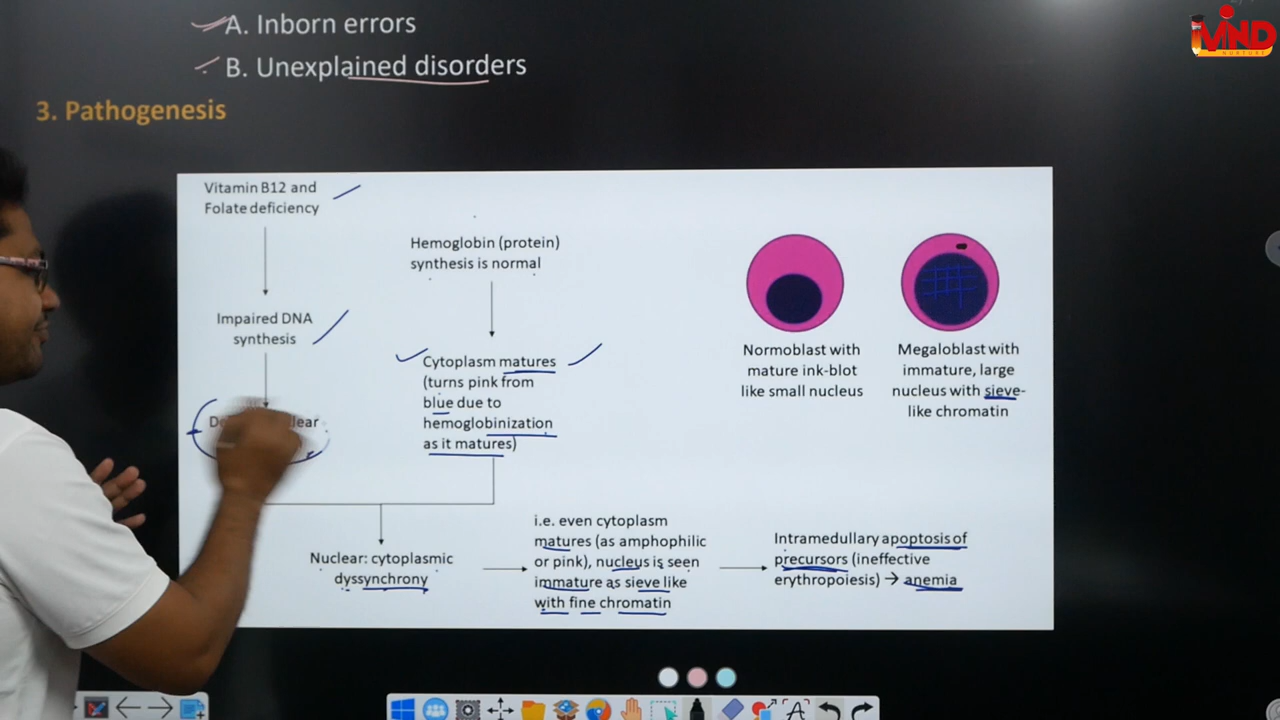 A. Inborn errors
B. Unexplained disorders
3. Pathogenesis
Vitamin B12 and
Folate deficiency
Impaired DNA
synthesis
Hemoglobin (protein)
synthesis is normal
Cytoplasm matures
(turns pink from
blue due to
hemoglobinization
as it matures)
Normoblast with
mature ink-blot
like small nucleus
Megaloblast with
immature, large
nucleus with sieve-
like chromatin
Nuclear: cytoplasmic
dyssynchrony
i.e. even cytoplasm
matures (as amphophilic
or pink), nucleus is seen
immature as sieve like
with fine chromatin
Intramedullary apoptosis of
precursors (ineffective
erythropoiesis) → anemia
MIND
NURTURE